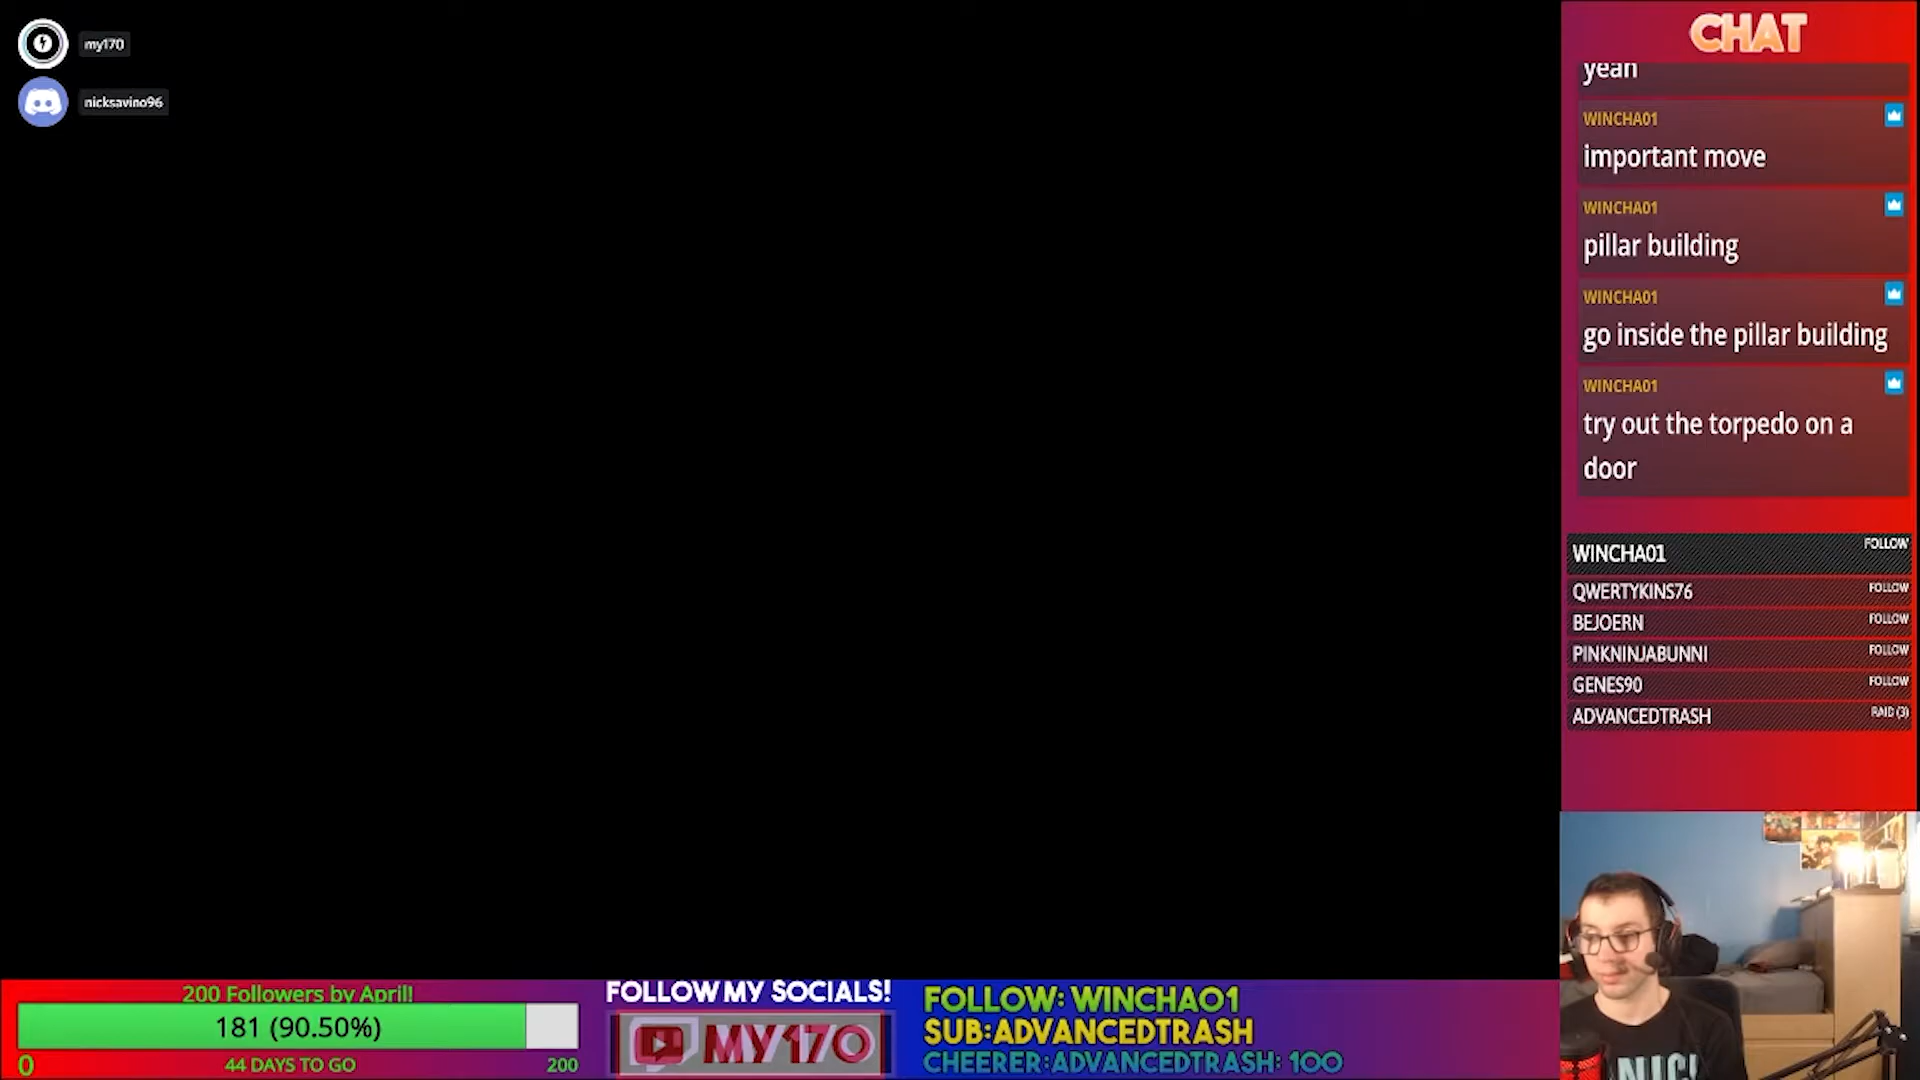 my170
nicksavino96
CHAT
yeah
WINCHA01
important move
WINCHA01
pillar building
WINCHA01
go inside the pillar building
WINCHA01
try out the torpedo on a
door
WINCHA01 FOLLOW
QWERTYKINS76 FOLLOW
BEJOERN FOLLOW
PINKNINJABUNNI FOLLOW
GENES90 FOLLOW
ADVANCEDTRASH RAID (3)
200 Followers by April!
181 (90.50%)
0 44 DAYS TO GO 200
FOLLOW MY SOCIALS!
MY170
FOLLOW: WINCHA01
SUB:ADVANCEDTRASH
CHEERER:ADVANCEDTRASH: 100